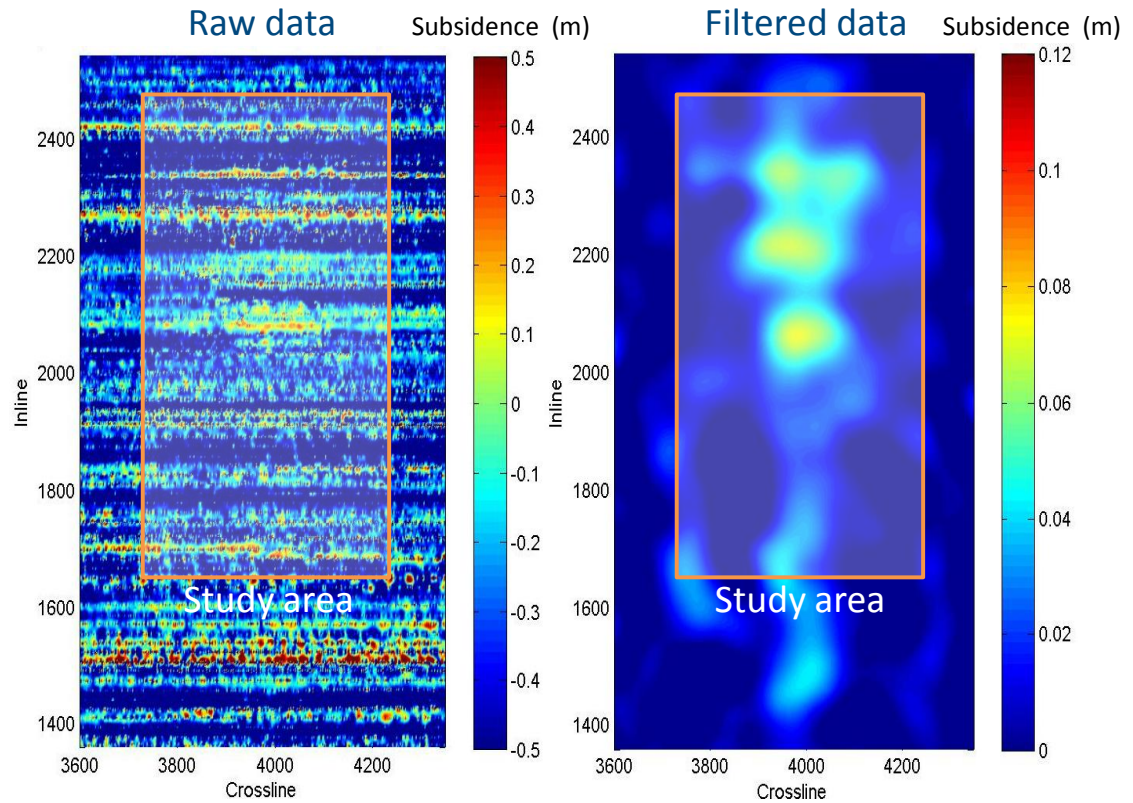 Raw data
Subsidence (m)
Filtered data
Subsidence (m)
0.5
0.4
0.3
0.2
0.1
0
-0.1
-0.2
-0.3
-0.4
-0.5
0.12
0.1
0.08
0.06
0.04
0.02
0
2400
2200
2000
1800
1600
1400
Inline
2400
2200
2000
1800
1600
1400
Inline
Study area
Study area
3600 3800 4000 4200
Crossline
3600 3800 4000 4200
Crossline